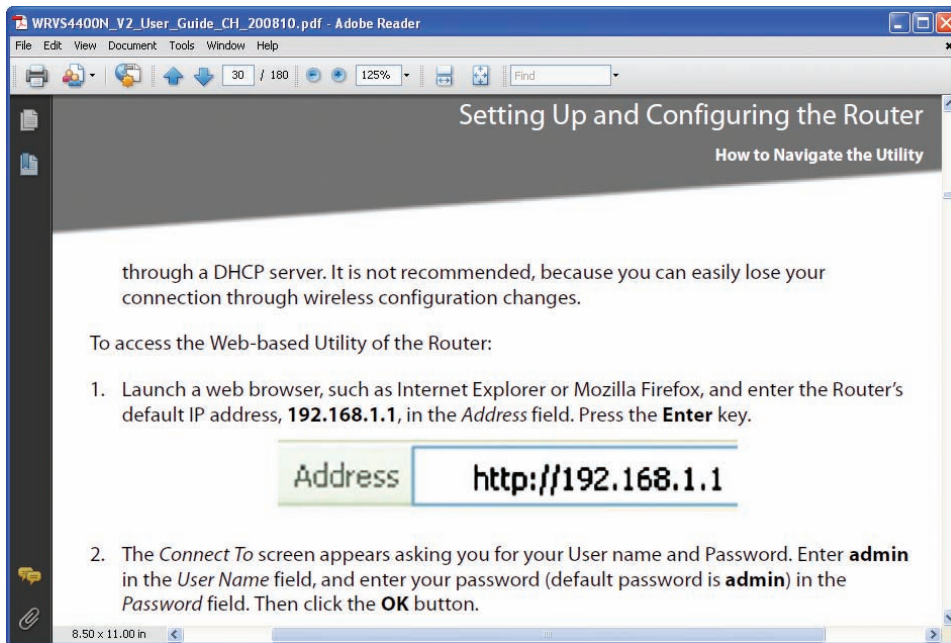 WRVS4400N_V2_User_Guide_CH_200810.pdf - Adobe Reader
File Edit View Document Tools Window Help
30 / 180 125% Find
Setting Up and Configuring the Router
How to Navigate the Utility
through a DHCP server. It is not recommended, because you can easily lose your
connection through wireless configuration changes.
To access the Web-based Utility of the Router:
1. Launch a web browser, such as Internet Explorer or Mozilla Firefox, and enter the Router's
default IP address, 192.168.1.1, in the Address field. Press the Enter key.
Address http://192.168.1.1
2. The Connect To screen appears asking you for your User name and Password. Enter admin
in the User Name field, and enter your password (default password is admin) in the
Password field. Then click the OK button.
8.50 x 11.00 in